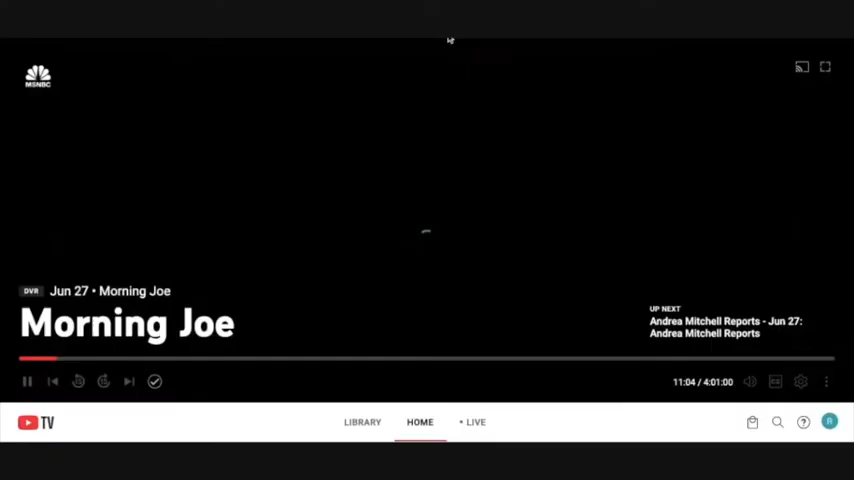 MSNBC
DVR Jun 27 • Morning Joe
Morning Joe
UP NEXT
Andrea Mitchell Reports - Jun 27:
Andrea Mitchell Reports
11:04 / 4:01:00
TV
LIBRARY HOME • LIVE